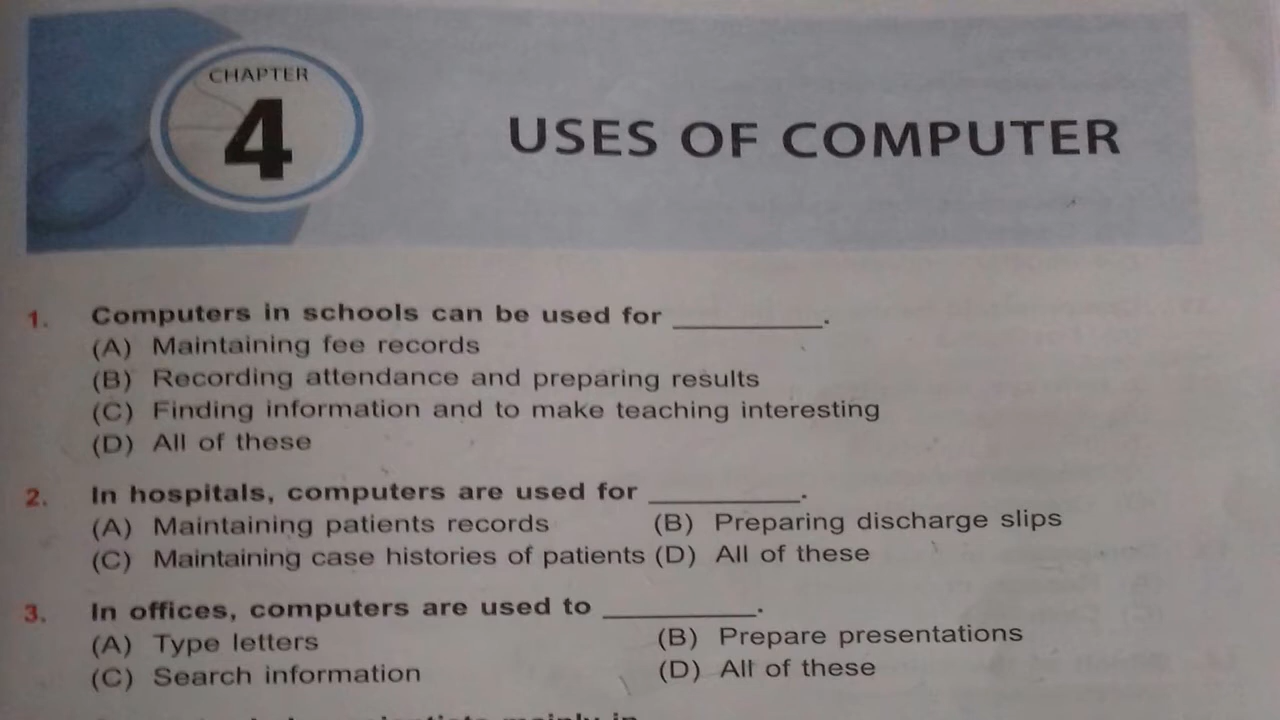 CHAPTER
4
USES OF COMPUTER
1. Computers in schools can be used for __________.
(A) Maintaining fee records
(B) Recording attendance and preparing results
(C) Finding information and to make teaching interesting
(D) All of these
2. In hospitals, computers are used for __________.
(A) Maintaining patients records (B) Preparing discharge slips
(C) Maintaining case histories of patients (D) All of these
3. In offices, computers are used to __________.
(A) Type letters (B) Prepare presentations
(C) Search information (D) All of these
mainly in